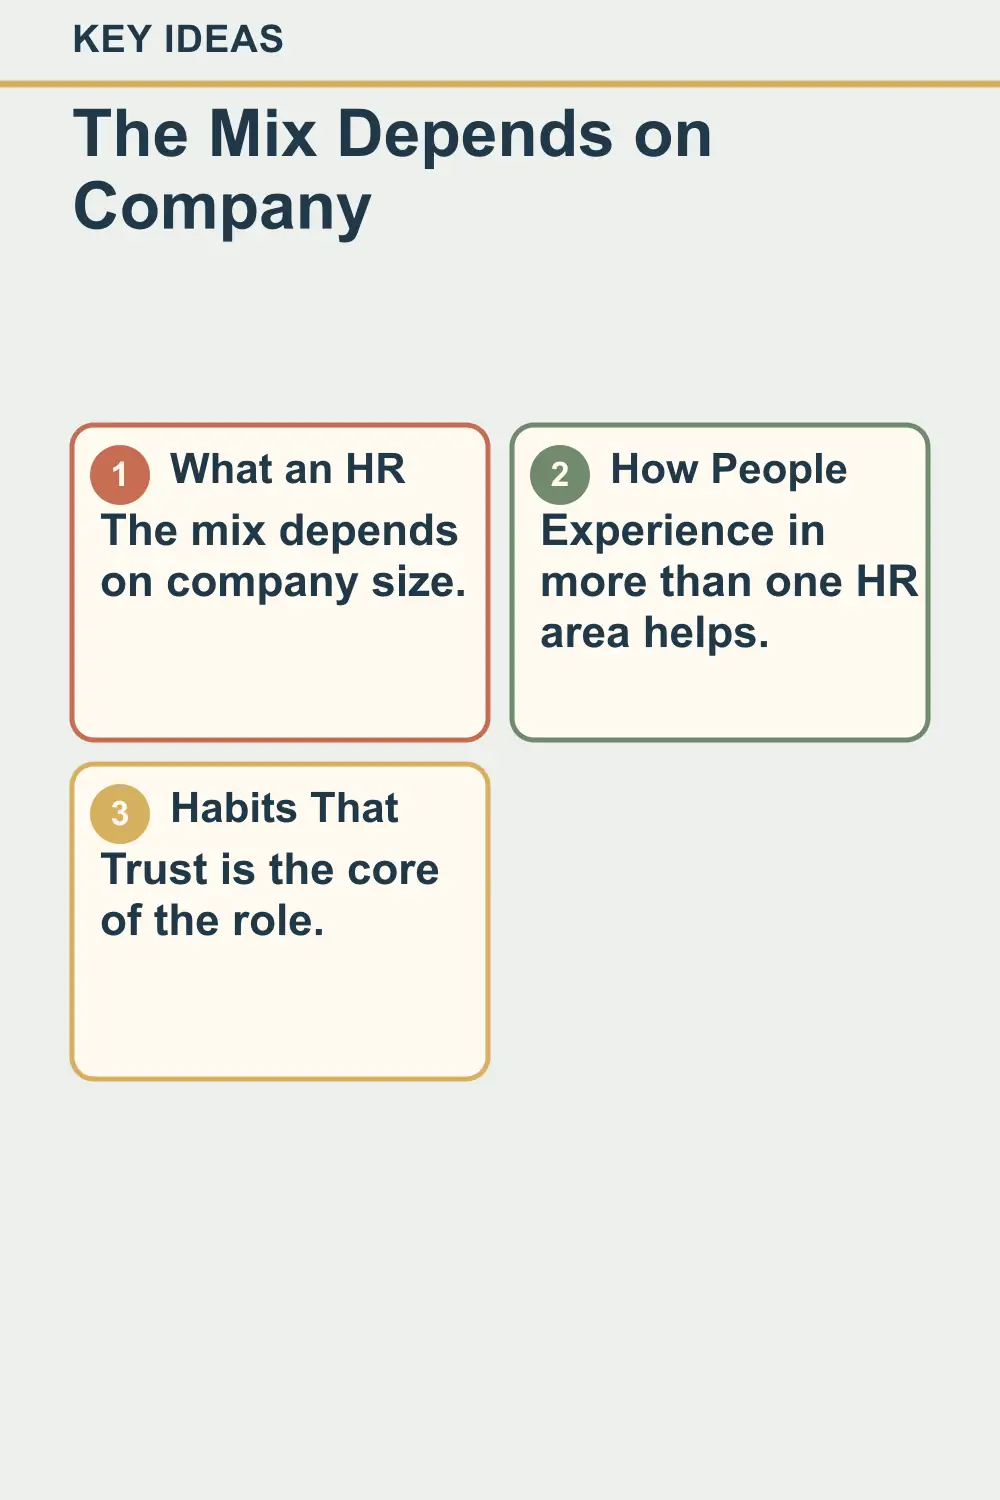 KEY IDEAS
The Mix Depends on
Company
1 What an HR
The mix depends
on company size.
2 How People
Experience in
more than one HR
area helps.
3 Habits That
Trust is the core
of the role.